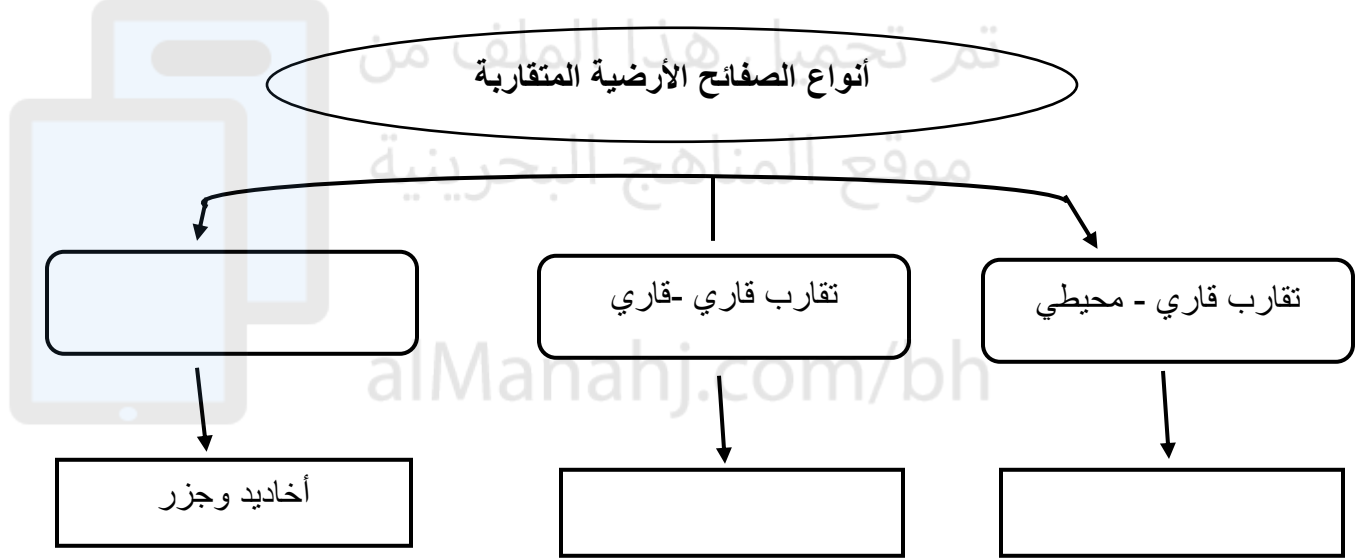 تم تحميل هذا الملف من
أنواع الصفائح الأرضية المتقاربة
موقع المناهج البحرينية
تقارب قاري - محيطي
تقارب قاري -قاري
alManahj.com/bh
أخاديد وجزر